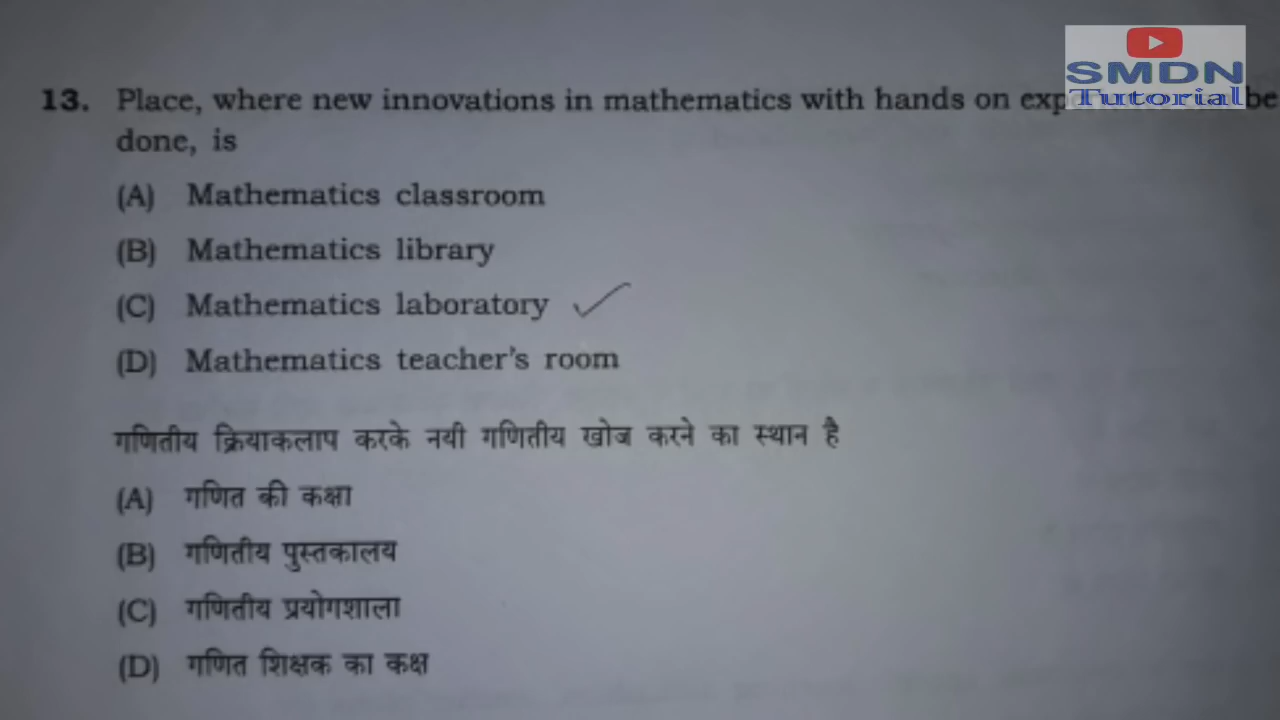 SMDN
Tutorial
13. Place, where new innovations in mathematics with hands on be
done, is
(A) Mathematics classroom
(B) Mathematics library
(C) Mathematics laboratory
(D) Mathematics teacher's room
गणितीय क्रियाकलाप करके नयी गणितीय खोज करने का स्थान है
(A) गणित की कक्षा
(B) गणितीय पुस्तकालय
(C) गणितीय प्रयोगशाला
(D) गणित शिक्षक का कक्ष